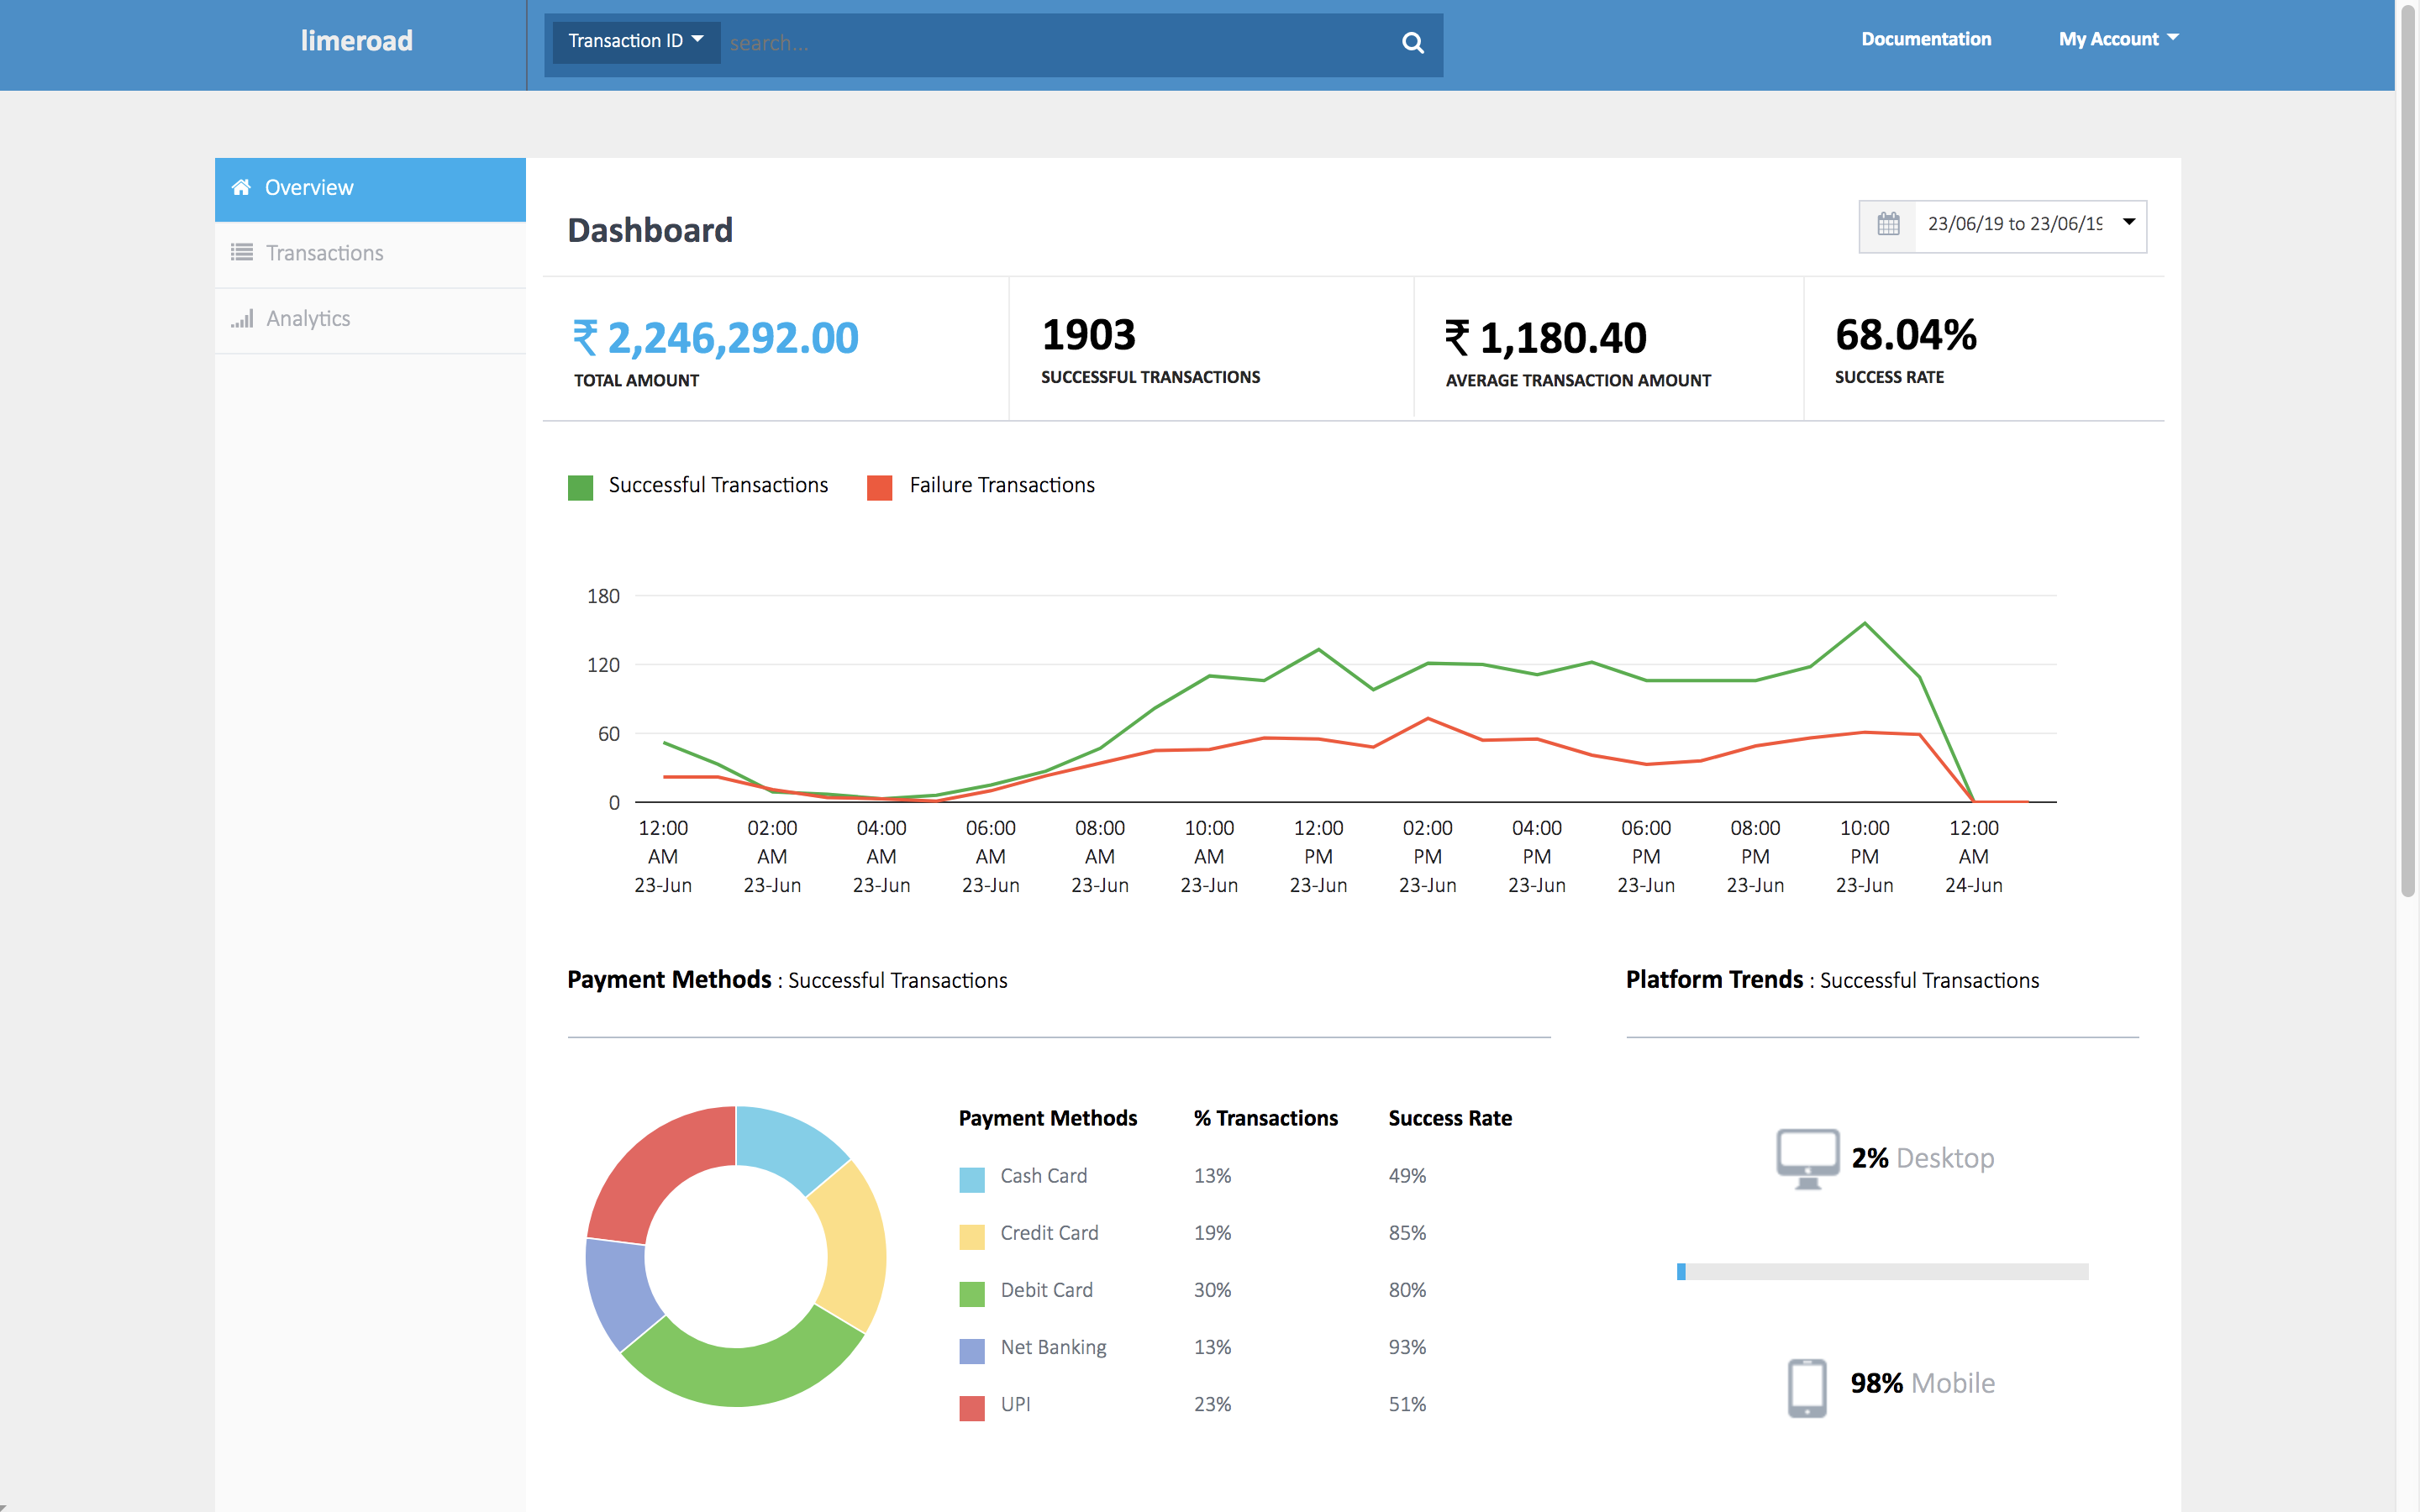 limeroad
Transaction ID
search...
Documentation
My Account
Overview
Transactions
Analytics
Dashboard
23/06/19 to 23/06/19
₹ 2,246,292.00
TOTAL AMOUNT
1903
SUCCESSFUL TRANSACTIONS
₹ 1,180.40
AVERAGE TRANSACTION AMOUNT
68.04%
SUCCESS RATE
Successful Transactions
Failure Transactions
180
120
60
0
12:00 AM 23-Jun
02:00 AM 23-Jun
04:00 AM 23-Jun
06:00 AM 23-Jun
08:00 AM 23-Jun
10:00 AM 23-Jun
12:00 PM 23-Jun
02:00 PM 23-Jun
04:00 PM 23-Jun
06:00 PM 23-Jun
08:00 PM 23-Jun
10:00 PM 23-Jun
12:00 AM 24-Jun
Payment Methods : Successful Transactions
Payment Methods % Transactions Success Rate
Cash Card 13% 49%
Credit Card 19% 85%
Debit Card 30% 80%
Net Banking 13% 93%
UPI 23% 51%
Platform Trends : Successful Transactions
2% Desktop
98% Mobile